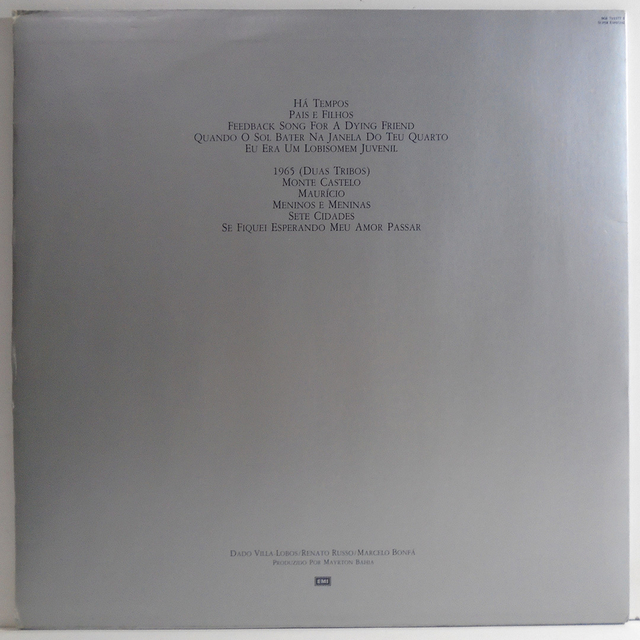 Há Tempos
Pais e Filhos
Feedback Song For A Dying Friend
Quando O Sol Bater Na Janela Do Teu Quarto
Eu Era Um Lobisomem Juvenil
1965 (Duas Tribos)
Monte Castelo
Maurício
Meninos e Meninas
Sete Cidades
Se Fiquei Esperando Meu Amor Passar
Dado Villa Lobos/Renato Russo/Marcelo Bonfá
Produzido Por Mayrton Bahia
EMI